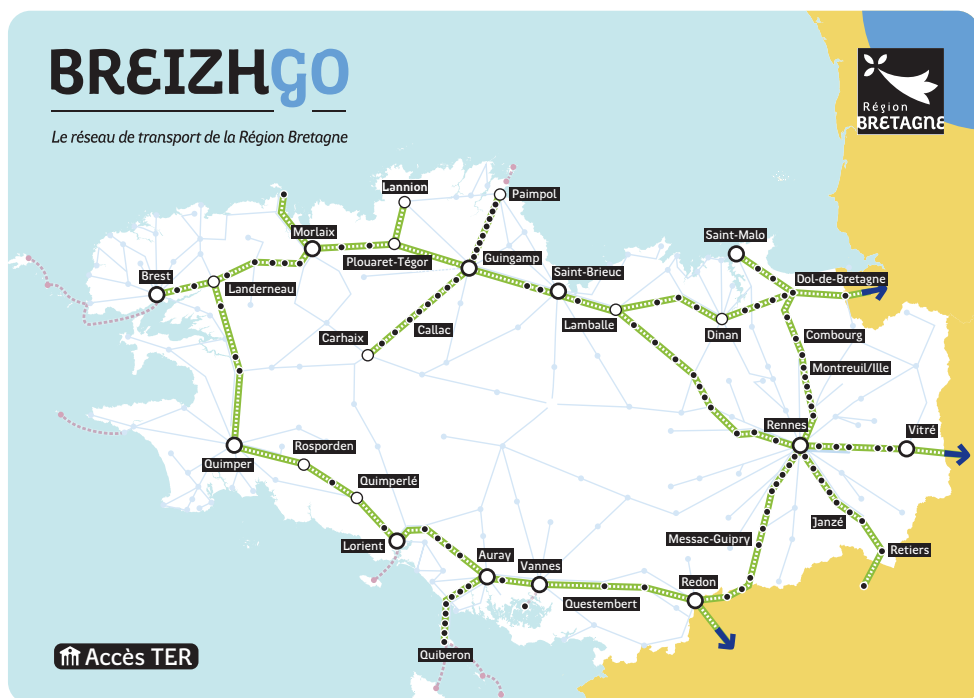 BREIZHGO
Le réseau de transport de la Région Bretagne
Région
BRETAGNE
Lannion
Paimpol
Morlaix
Saint-Malo
Plouaret-Tégor
Guingamp
Saint-Brieuc
Brest
Landerneau
Dol-de-Bretagne
Lamballe
Dinan
Carhaix
Callac
Combourg
Montreuil/Ille
Rennes
Vitré
Rosporden
Quimper
Quimperlé
Lorient
Auray
Vannes
Messac-Guipry
Janzé
Retiers
Redon
Questembert
Quiberon
Accès TER